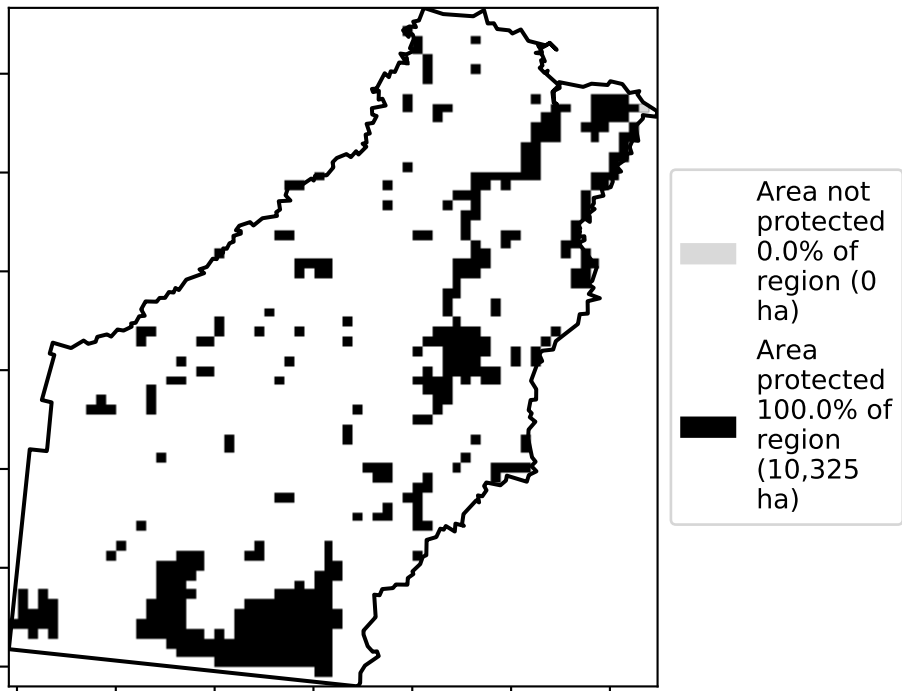 Area not
protected
0.0% of
region (0
ha)
Area
protected
100.0% of
region
(10,325
ha)